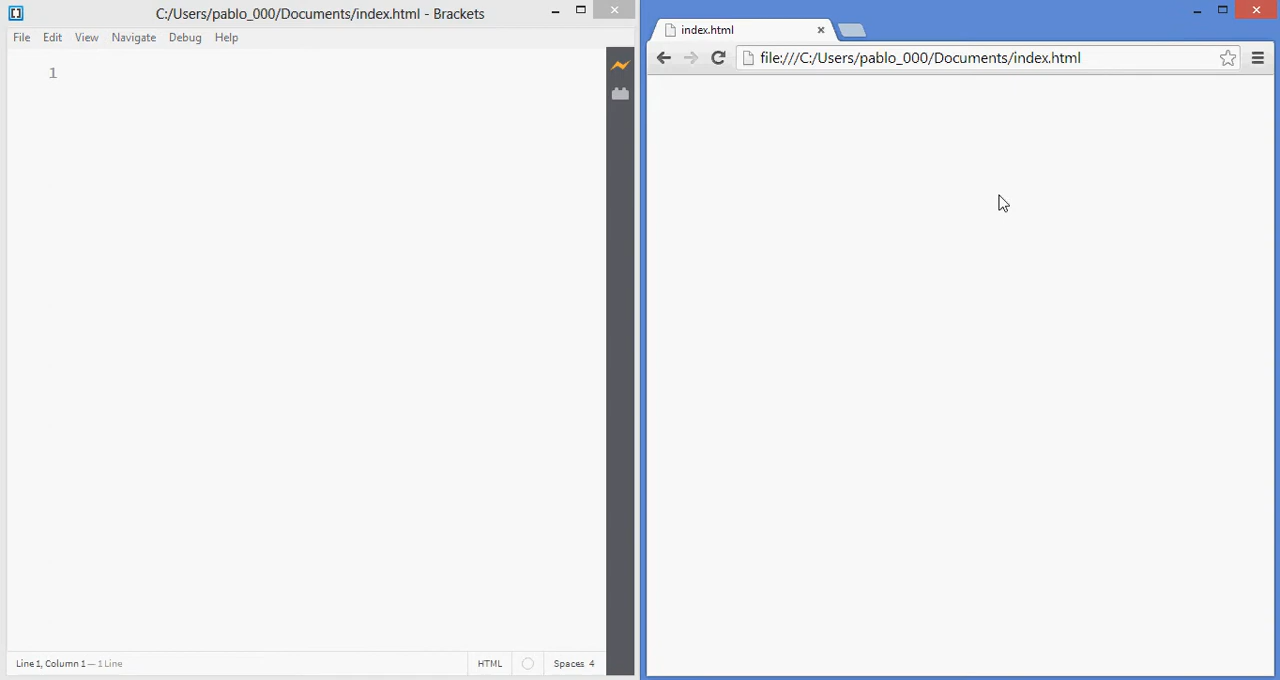 C:/Users/pablo_000/Documents/index.html - Brackets
File Edit View Navigate Debug Help
1
Line 1, Column 1 — 1 Line
HTML
Spaces 4
index.html
file:///C:/Users/pablo_000/Documents/index.html